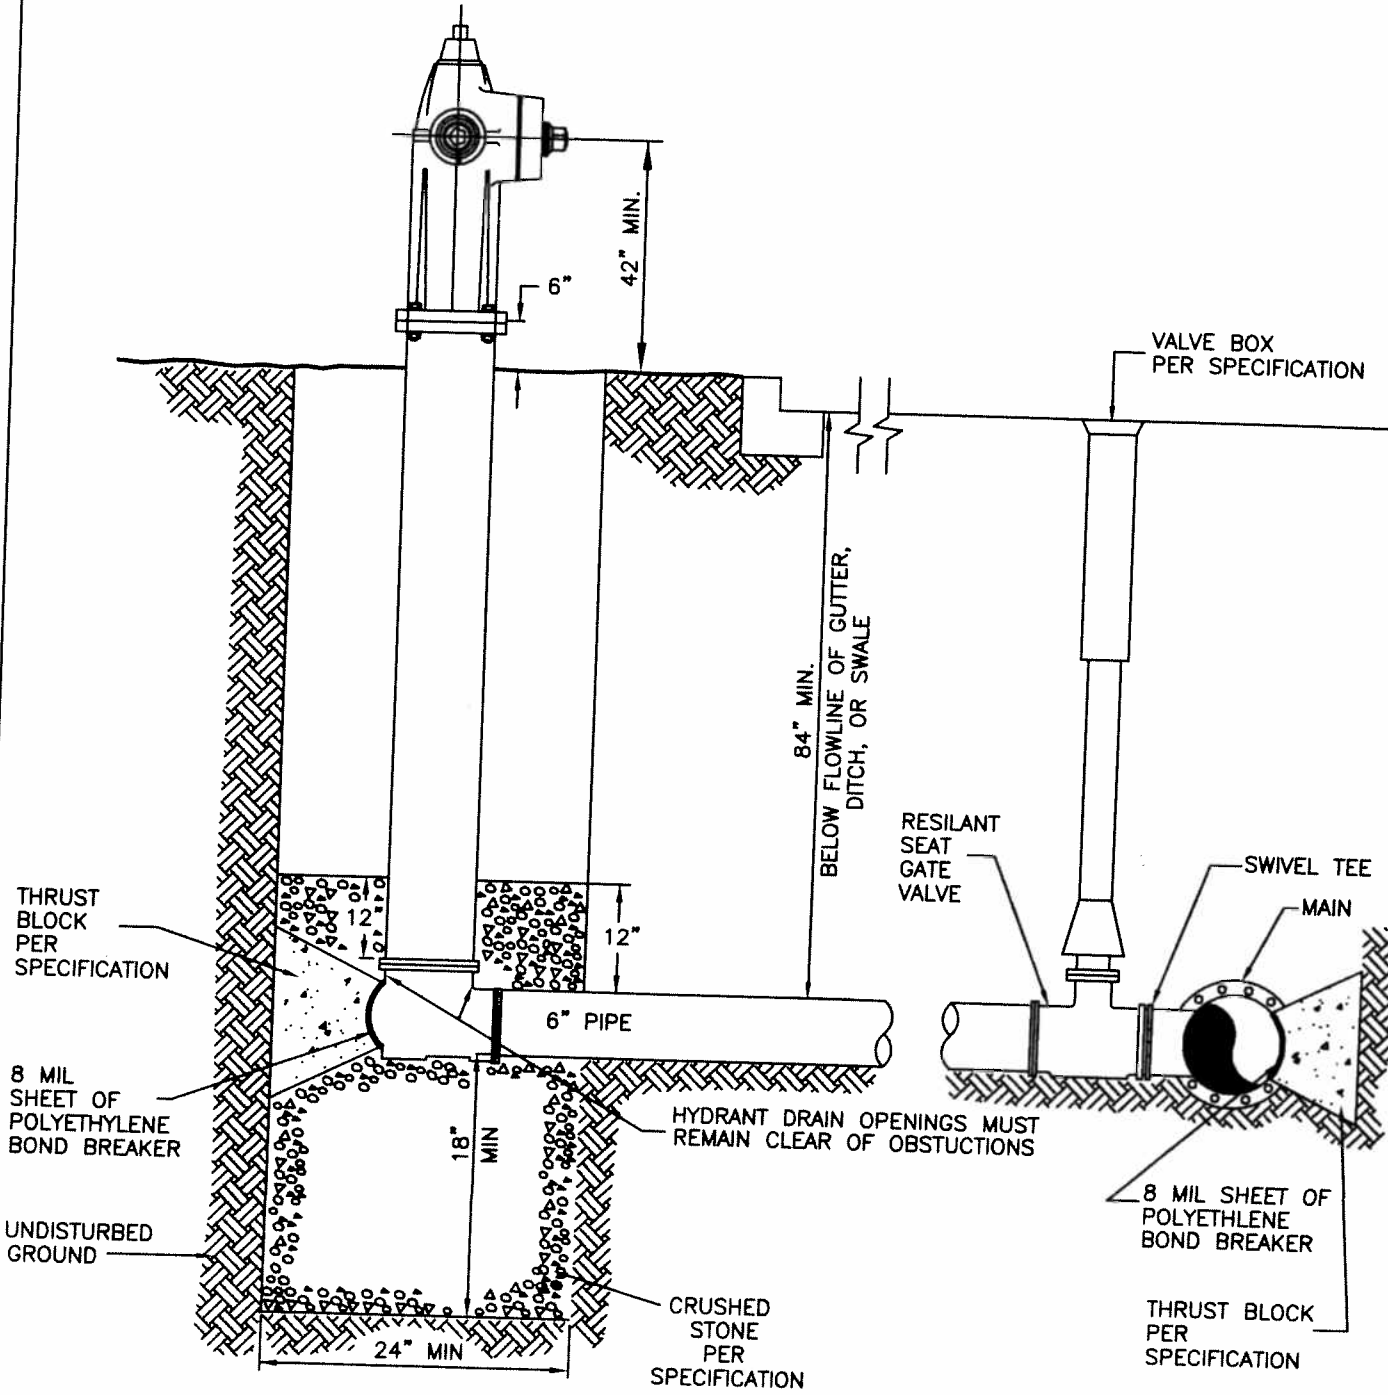 6"
42" MIN.
VALVE BOX
PER SPECIFICATION
84" MIN.
BELOW FLOWLINE OF GUTTER,
DITCH, OR SWALE
RESILANT
SEAT
GATE
VALVE
SWIVEL TEE
MAIN
THRUST
BLOCK
PER
SPECIFICATION
12"
12"
6" PIPE
8 MIL
SHEET OF
POLYETHYLENE
BOND BREAKER
18"
MIN
HYDRANT DRAIN OPENINGS MUST
REMAIN CLEAR OF OBSTUCTIONS
UNDISTURBED
GROUND
8 MIL SHEET OF
POLYETHLENE
BOND BREAKER
CRUSHED
STONE
PER
SPECIFICATION
24" MIN
THRUST BLOCK
PER
SPECIFICATION